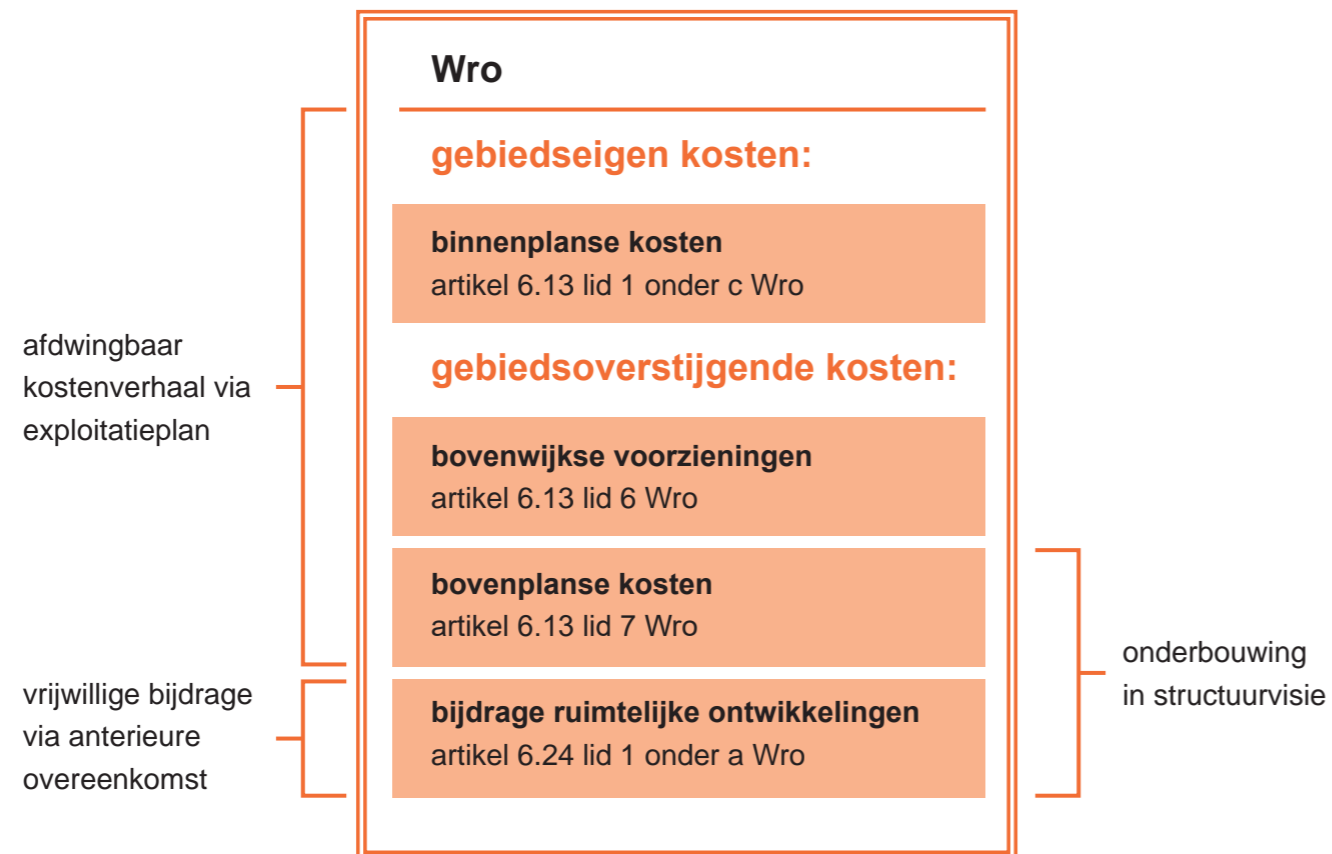 Wro
gebiedseigen kosten:
binnenplanse kosten
artikel 6.13 lid 1 onder c Wro
afdwingbaar
kostenverhaal via
exploitatieplan
gebiedsoverstijgende kosten:
bovenwijkse voorzieningen
artikel 6.13 lid 6 Wro
bovenplanse kosten
artikel 6.13 lid 7 Wro
vrijwillige bijdrage
via anterieure
overeenkomst
bijdrage ruimtelijke ontwikkelingen
artikel 6.24 lid 1 onder a Wro
onderbouwing
in structuurvisie